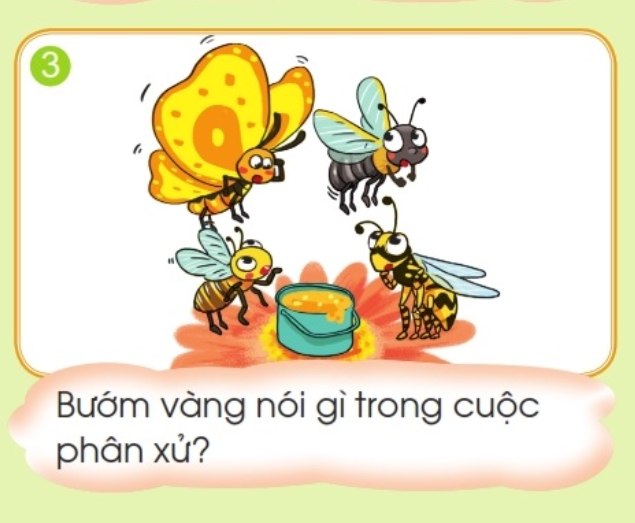 3
Bướm vàng nói gì trong cuộc
phân xử?